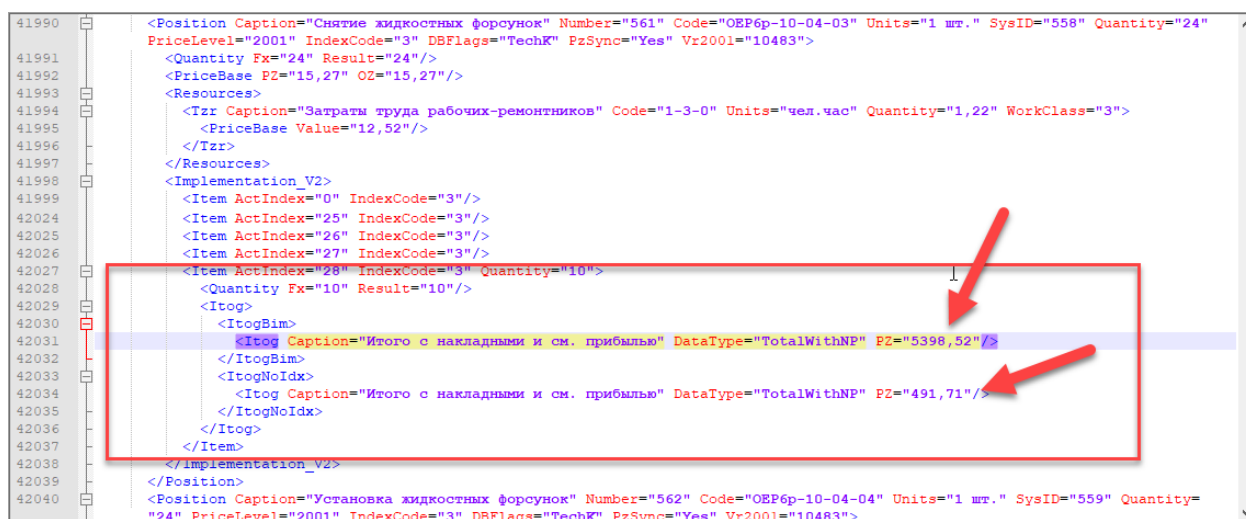 41990 <Position Caption="Снятие жидкостных форсунок" Number="561" Code="ОЕР6р-10-04-03" Units="1 шт." SysID="558" Quantity="24"
PriceLevel="2001" IndexCode="3" DBFlags="TechK" PzSync="Yes" Vr2001="10483">
41991 <Quantity Fx="24" Result="24"/>
41992 <PriceBase PZ="15,27" OZ="15,27"/>
41993 <Resources>
41994 <Tzr Caption="Затраты труда рабочих-ремонтников" Code="1-3-0" Units="чел.час" Quantity="1,22" WorkClass="3">
41995 <PriceBase Value="12,52"/>
41996 </Tzr>
41997 </Resources>
41998 <Implementation_V2>
41999 <Item ActIndex="0" IndexCode="3"/>
42024 <Item ActIndex="25" IndexCode="3"/>
42025 <Item ActIndex="26" IndexCode="3"/>
42026 <Item ActIndex="27" IndexCode="3"/>
42027 <Item ActIndex="28" IndexCode="3" Quantity="10">
42028 <Quantity Fx="10" Result="10"/>
42029 <Itog>
42030 <ItogBim>
42031 <Itog Caption="Итого с накладными и см. прибылью" DataType="TotalWithNP" PZ="5398,52"/>
42032 </ItogBim>
42033 <ItogNoIdx>
42034 <Itog Caption="Итого с накладными и см. прибылью" DataType="TotalWithNP" PZ="491,71"/>
42035 </ItogNoIdx>
42036 </Itog>
42037 </Item>
42038 </Implementation_V2>
42039 </Position>
42040 <Position Caption="Установка жидкостных форсунок" Number="562" Code="ОЕР6р-10-04-04" Units="1 шт." SysID="559" Quantity=
"24" PriceLevel="2001" IndexCode="3" DBFlags="TechK" PzSync="Yes" Vr2001="10483">